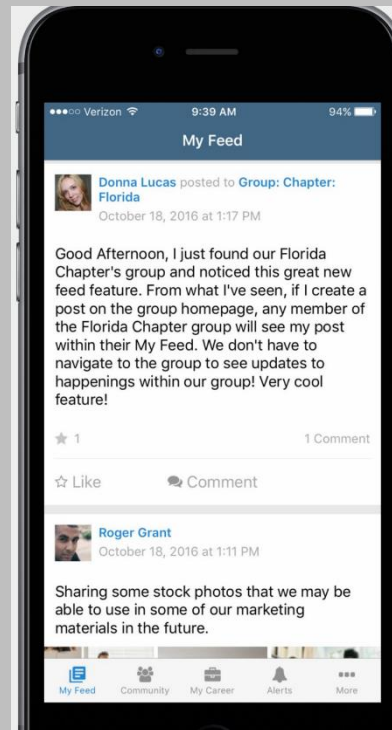 Verizon 9:39 AM 94%
My Feed
Donna Lucas posted to Group: Chapter:
Florida
October 18, 2016 at 1:17 PM
Good Afternoon, I just found our Florida
Chapter's group and noticed this great new
feed feature. From what I've seen, if I create a
post on the group homepage, any member of
the Florida Chapter group will see my post
within their My Feed. We don't have to
navigate to the group to see updates to
happenings within our group! Very cool
feature!
1 1 Comment
Like Comment
Roger Grant
October 18, 2016 at 1:11 PM
Sharing some stock photos that we may be
able to use in some of our marketing
materials in the future.
My Feed Community My Career Alerts More